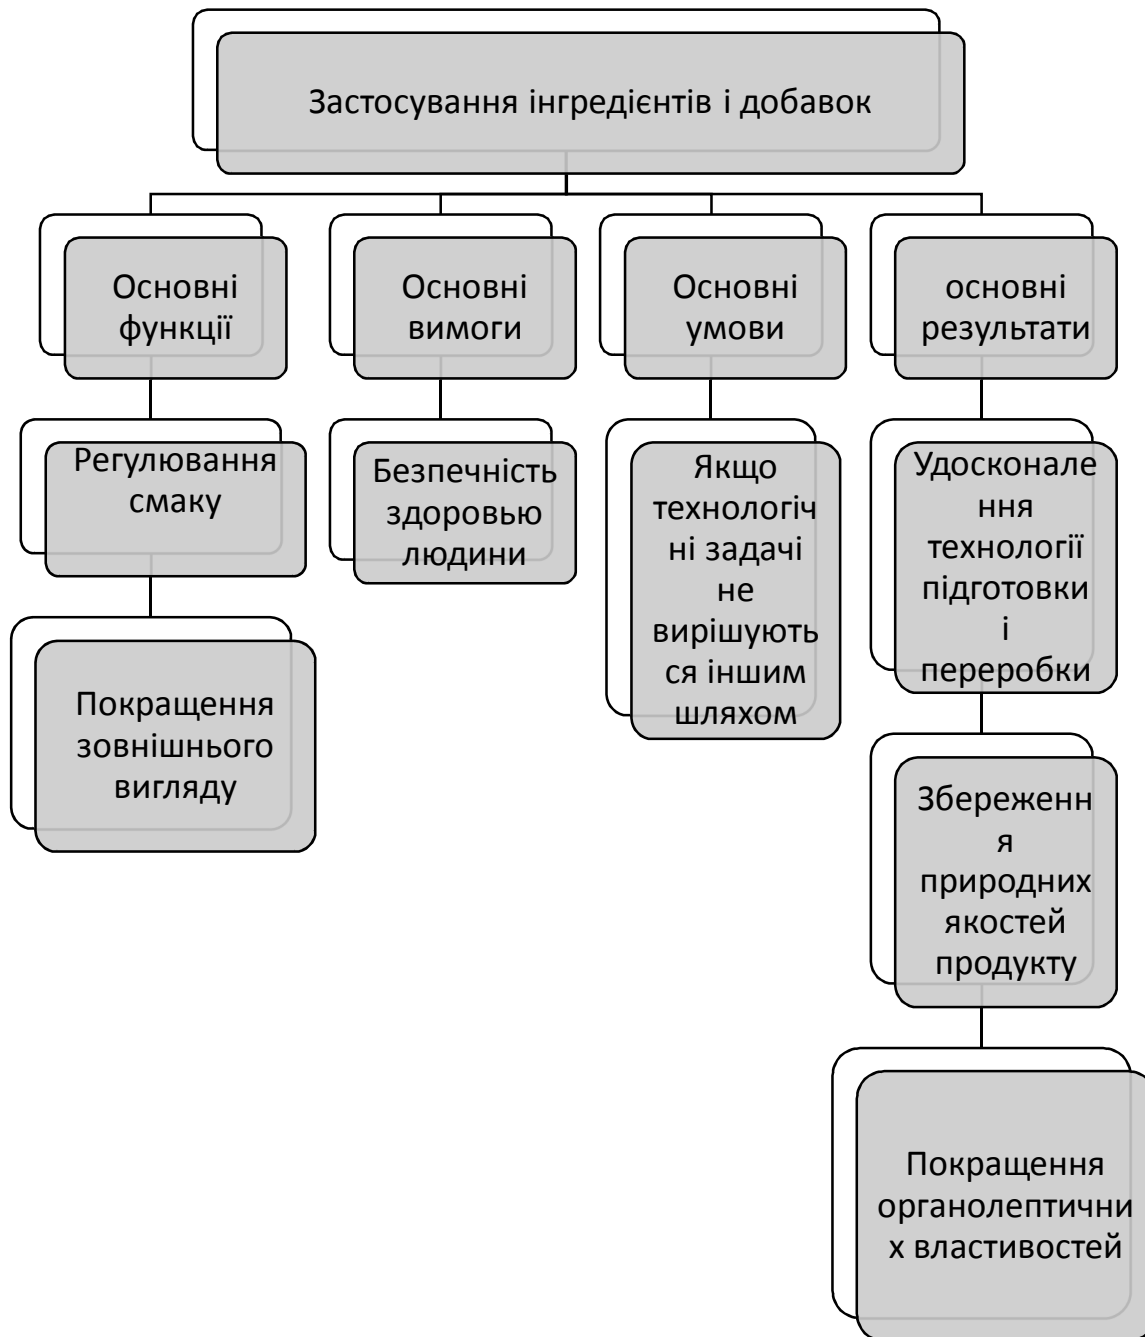 Застосування інгредієнтів і добавок
Основні
функції
Основні
вимоги
Основні
умови
основні
результати
Регулювання
смаку
Безпечність
здоровью
людини
Якщо
технологіч
ні задачі
не
вирішують
ся іншим
шляхом
Удосконале
ння
технології
підготовки
і
переробки
Покращення
зовнішнього
вигляду
Збереженн
я
природних
якостей
продукту
Покращення
органолептични
х властивостей